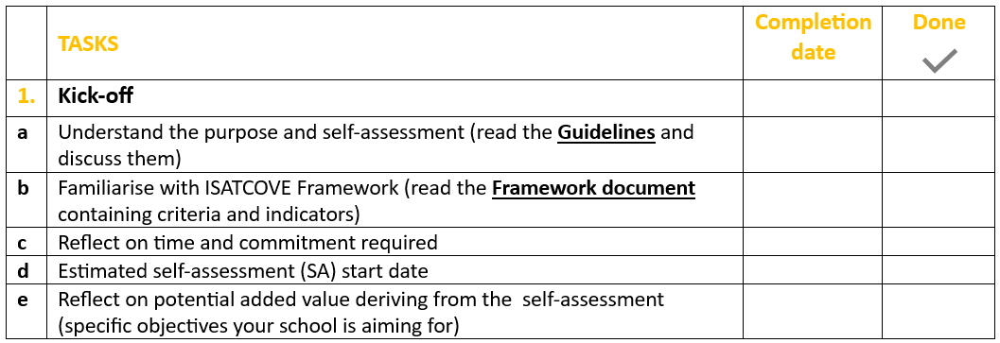 TASKS Completion date Done
1. Kick-off
a Understand the purpose and self-assessment (read the Guidelines and
discuss them)
b Familiarise with ISATCOVE Framework (read the Framework document
containing criteria and indicators)
c Reflect on time and commitment required
d Estimated self-assessment (SA) start date
e Reflect on potential added value deriving from the  self-assessment
(specific objectives your school is aiming for)